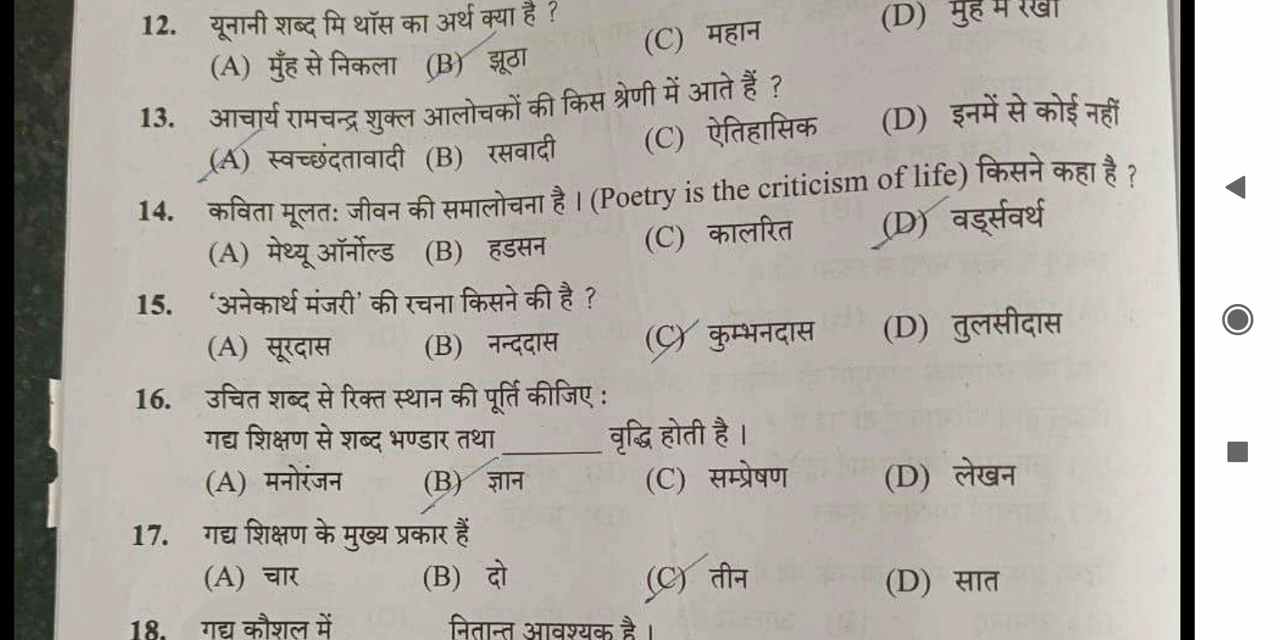 12. यूनानी शब्द मि थॉस का अर्थ क्या है ?
(A) मुँह से निकला (B) झूठा (C) महान (D) मुँह में रखा
13. आचार्य रामचन्द्र शुक्ल आलोचकों की किस श्रेणी में आते हैं ?
(A) स्वच्छंदतावादी (B) रसवादी (C) ऐतिहासिक (D) इनमें से कोई नहीं
14. कविता मूलतः जीवन की समालोचना है । (Poetry is the criticism of life) किसने कहा है ?
(A) मेथ्यू ऑर्नोल्ड (B) हडसन (C) कालरित (D) वर्ड्सवर्थ
15. ‘अनेकार्थ मंजरी’ की रचना किसने की है ?
(A) सूरदास (B) नन्ददास (C) कुम्भनदास (D) तुलसीदास
16. उचित शब्द से रिक्त स्थान की पूर्ति कीजिए :
गद्य शिक्षण से शब्द भण्डार तथा ________ वृद्धि होती है ।
(A) मनोरंजन (B) ज्ञान (C) सम्प्रेषण (D) लेखन
17. गद्य शिक्षण के मुख्य प्रकार हैं
(A) चार (B) दो (C) तीन (D) सात
18. गद्य कौशल में नितान्त आवश्यक है ।